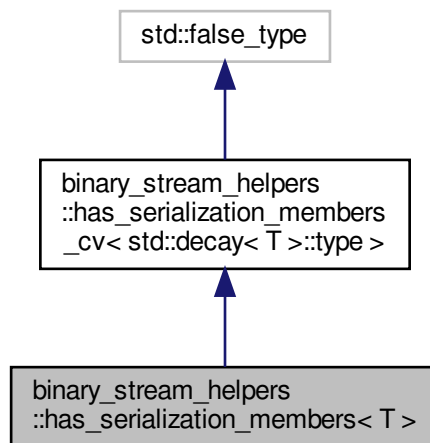 std::false_type
binary_stream_helpers
::has_serialization_members
_cv< std::decay< T >::type >
binary_stream_helpers
::has_serialization_members< T >